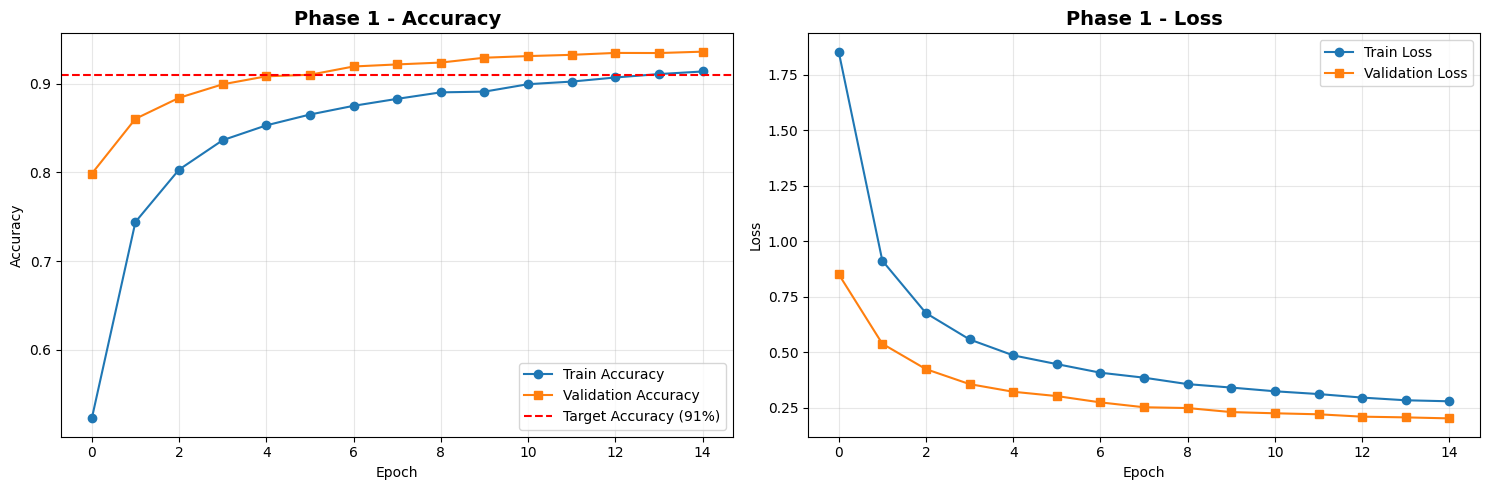 Phase 1 - Accuracy
Accuracy
0.9
0.8
0.7
0.6
0 2 4 6 8 10 12 14
Epoch
Train Accuracy
Validation Accuracy
Target Accuracy (91%)
Phase 1 - Loss
Loss
1.75
1.50
1.25
1.00
0.75
0.50
0.25
0 2 4 6 8 10 12 14
Epoch
Train Loss
Validation Loss